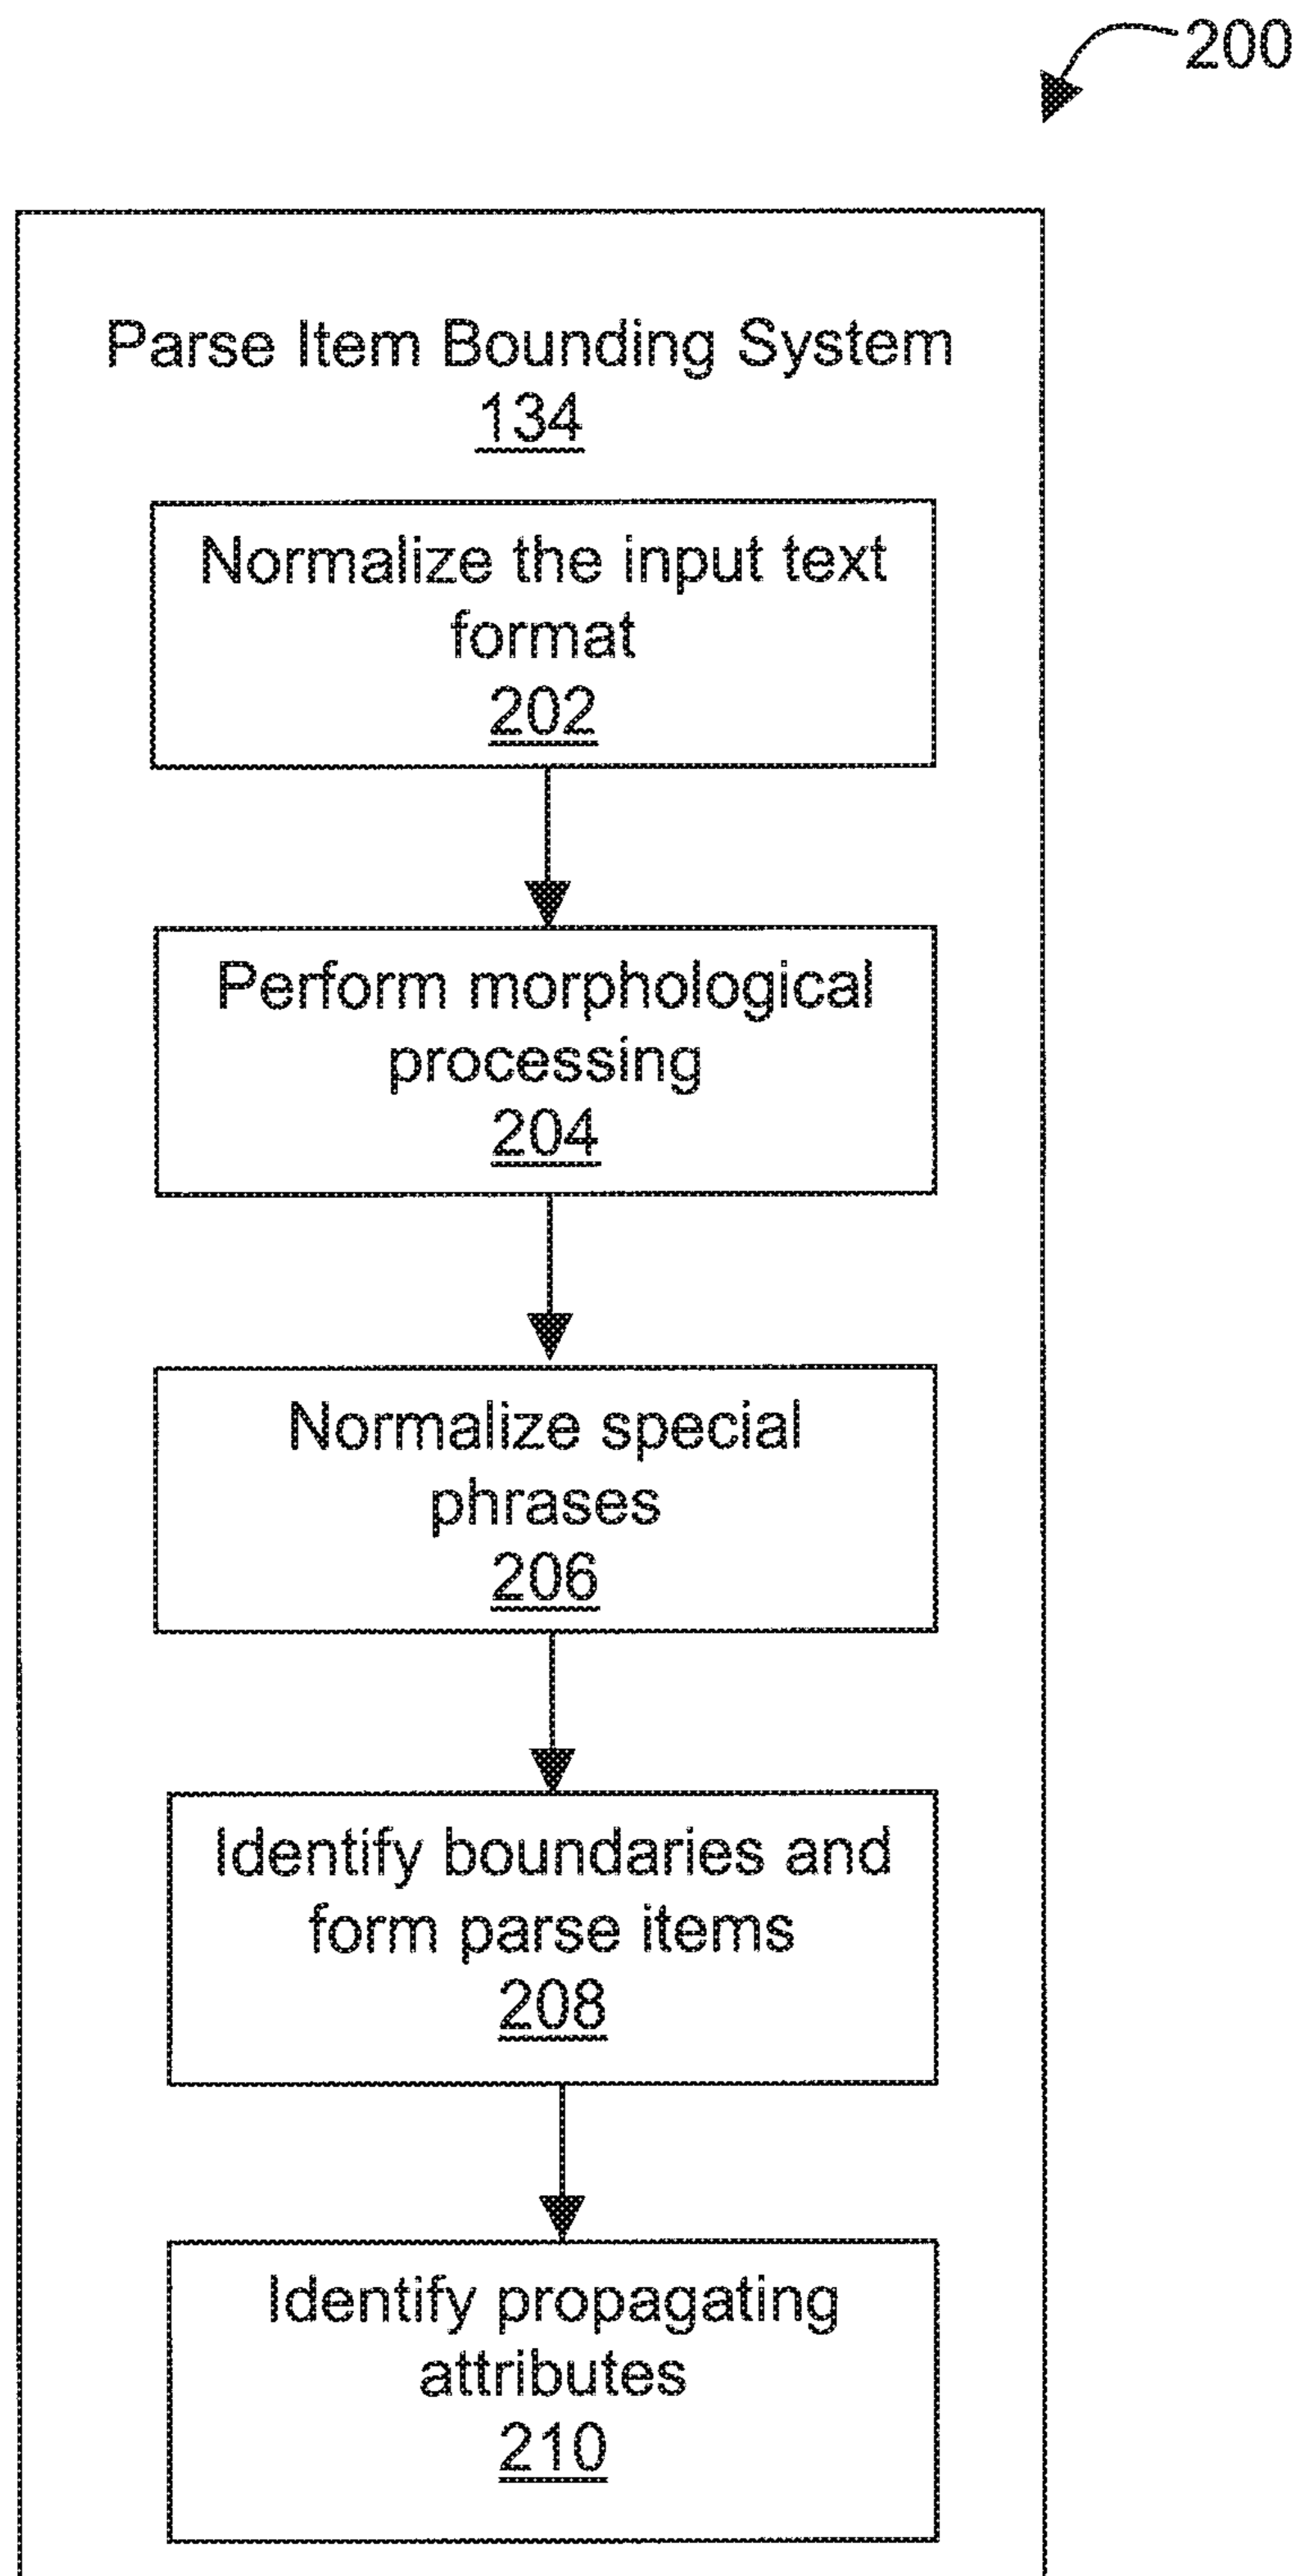 200
Parse Item Bounding System
134
Normalize the input text
format
202
Perform morphological
processing
204
Normalize special
phrases
206
Identify boundaries and
form parse items
208
Identify propagating
attributes
210